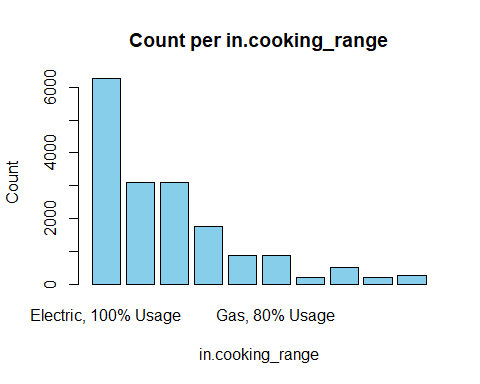 Count per in.cooking_range
Count
6000
4000
2000
0
Electric, 100% Usage
Gas, 80% Usage
in.cooking_range